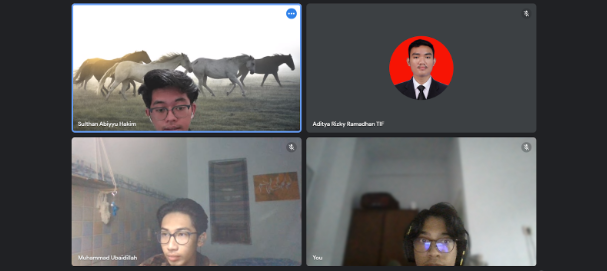 Sulthan Abiyyu Hakim
Aditya Rizky Ramadhan TIF
Muhammad Ubaidillah
You